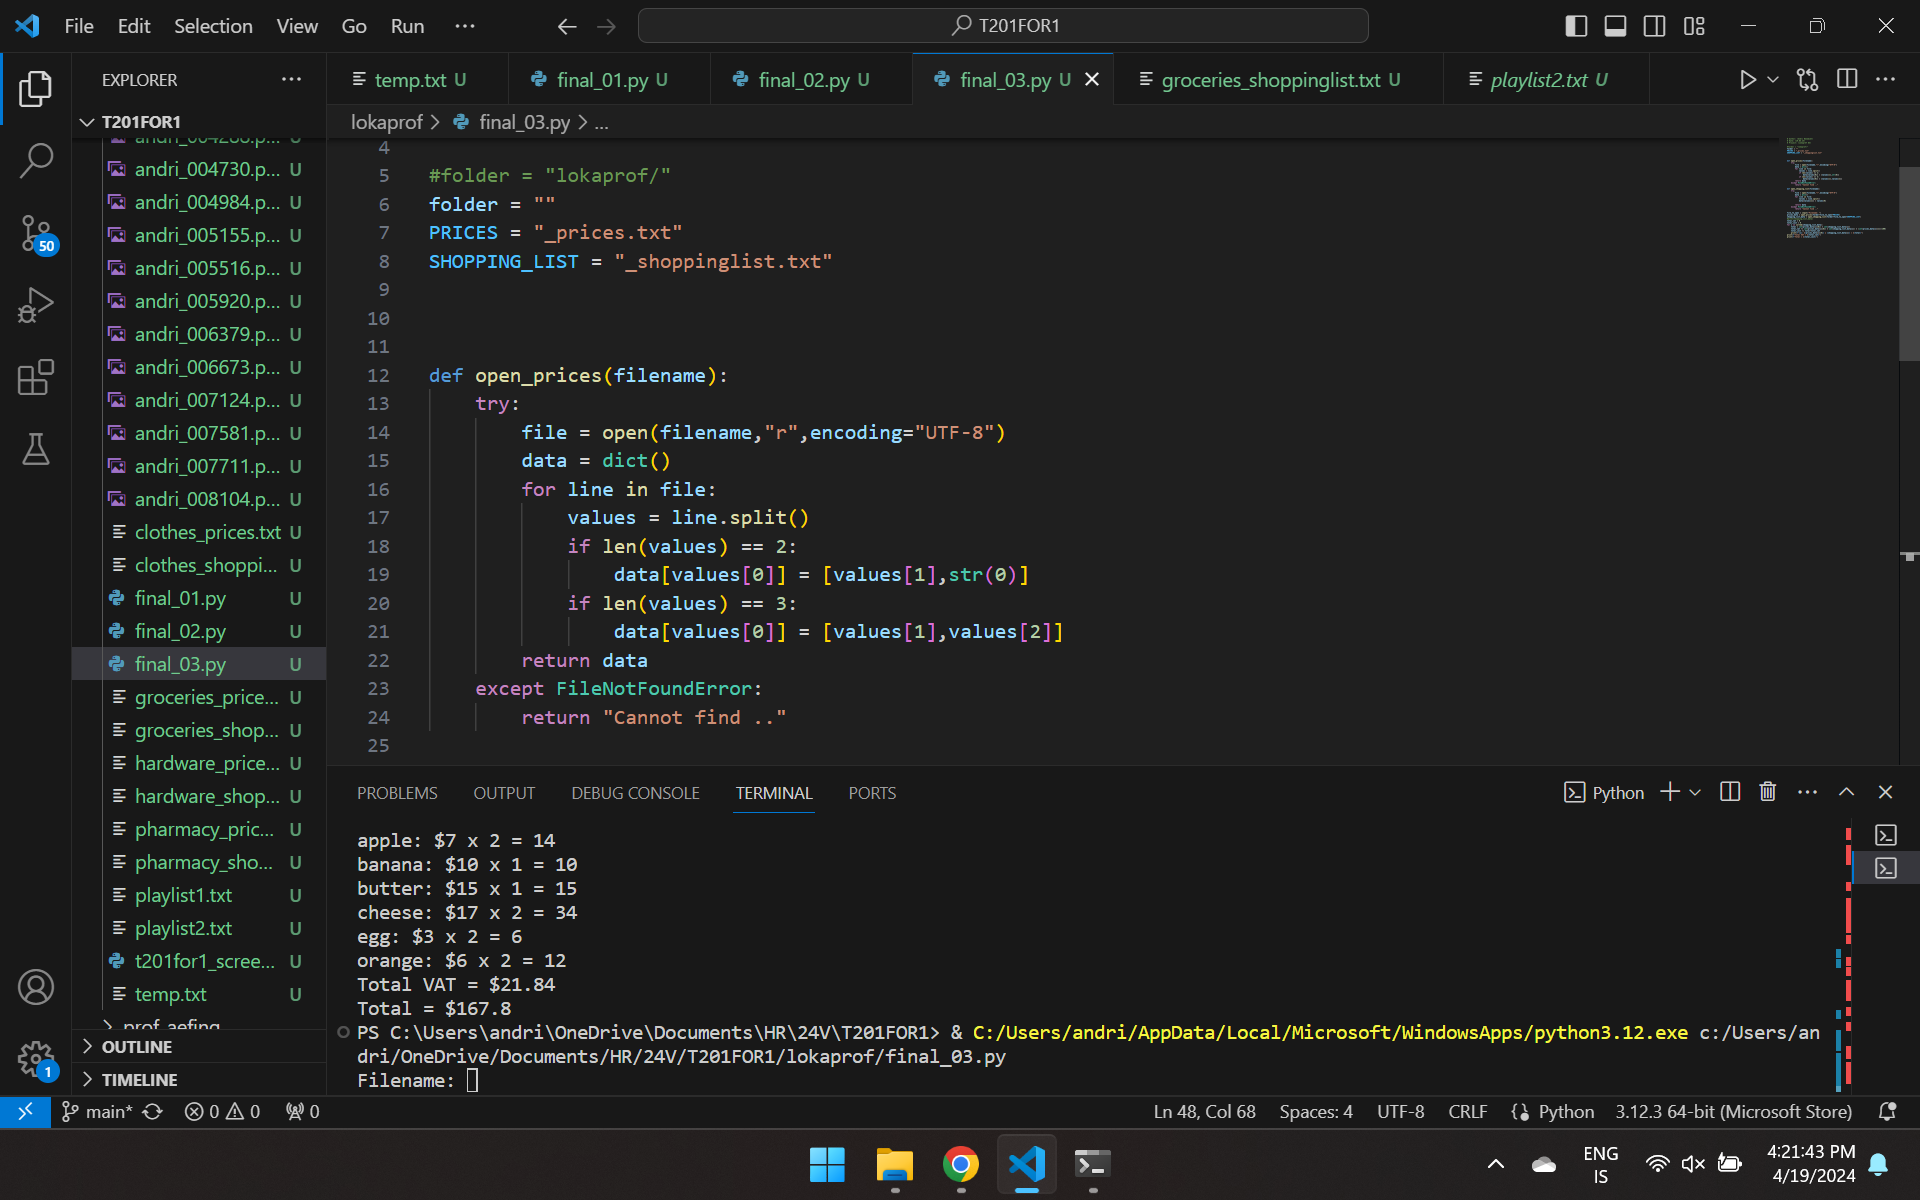 File Edit Selection View Go Run ...
T201FOR1
EXPLORER ...
temp.txt U
final_01.py U
final_02.py U
final_03.py U
groceries_shoppinglist.txt U
playlist2.txt U
T201FOR1
lokaprof > final_03.py > ...
andri_004288.p... U
andri_004730.p... U
andri_004984.p... U
andri_005155.p... U
andri_005516.p... U
andri_005920.p... U
andri_006379.p... U
andri_006673.p... U
andri_007124.p... U
andri_007581.p... U
andri_007711.p... U
andri_008104.p... U
clothes_prices.txt U
clothes_shoppi... U
final_01.py U
final_02.py U
final_03.py U
groceries_price... U
groceries_shop... U
hardware_price... U
hardware_shop... U
pharmacy_pric... U
pharmacy_sho... U
playlist1.txt U
playlist2.txt U
t201for1_scree... U
temp.txt U
prof_aefing
OUTLINE
TIMELINE
50
1
4
5 #folder = "lokaprof/"
6 folder = ""
7 PRICES = "_prices.txt"
8 SHOPPING_LIST = "_shoppinglist.txt"
9
10
11
12 def open_prices(filename):
13 try:
14 file = open(filename,"r",encoding="UTF-8")
15 data = dict()
16 for line in file:
17 values = line.split()
18 if len(values) == 2:
19 data[values[0]] = [values[1],str(0)]
20 if len(values) == 3:
21 data[values[0]] = [values[1],values[2]]
22 return data
23 except FileNotFoundError:
24 return "Cannot find .."
25
PROBLEMS OUTPUT DEBUG CONSOLE TERMINAL PORTS
Python
apple: $7 x 2 = 14
banana: $10 x 1 = 10
butter: $15 x 1 = 15
cheese: $17 x 2 = 34
egg: $3 x 2 = 6
orange: $6 x 2 = 12
Total VAT = $21.84
Total = $167.8
PS C:\Users\andri\OneDrive\Documents\HR\24V\T201FOR1> & C:/Users/andri/AppData/Local/Microsoft/WindowsApps/python3.12.exe c:/Users/an
dri/OneDrive/Documents/HR/24V/T201FOR1/lokaprof/final_03.py
Filename:
main* 0 0 0
Ln 48, Col 68 Spaces: 4 UTF-8 CRLF Python 3.12.3 64-bit (Microsoft Store)
ENG
IS
4:21:43 PM
4/19/2024